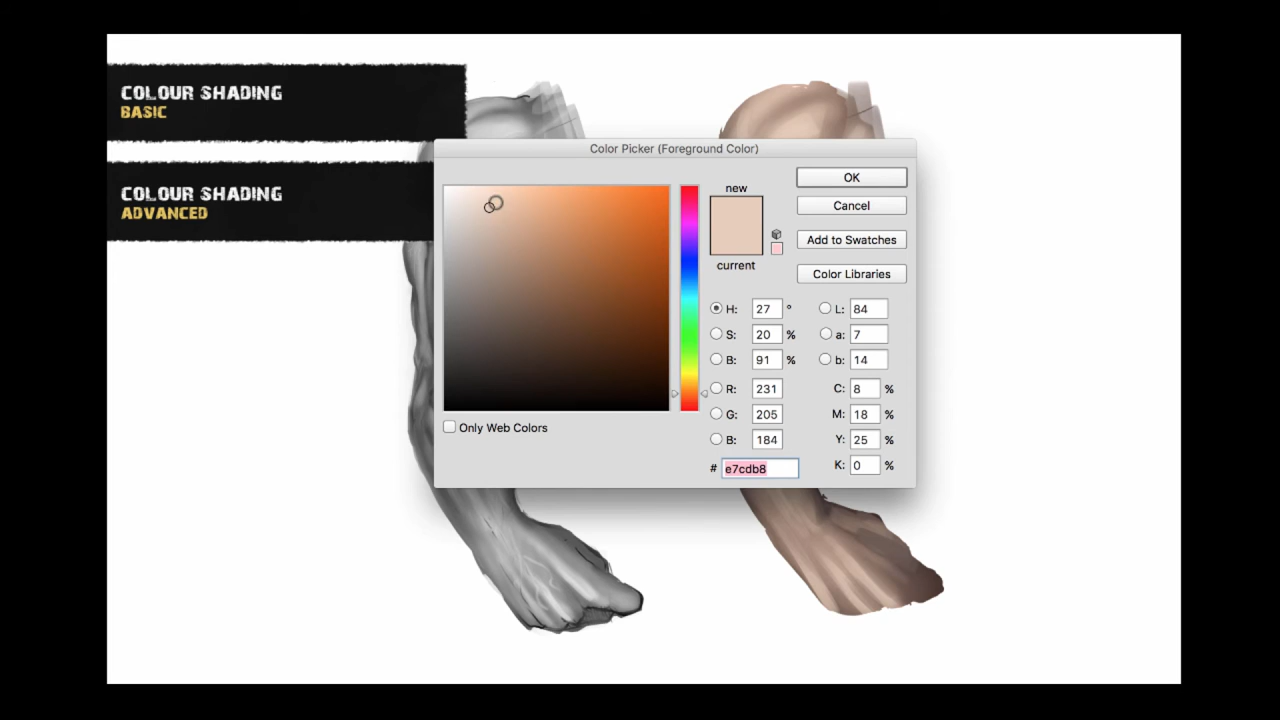 COLOUR SHADING
BASIC
COLOUR SHADING
ADVANCED
Color Picker (Foreground Color)
new
current
OK
Cancel
Add to Swatches
Color Libraries
H: 27 °
S: 20 %
B: 91 %
R: 231
G: 205
B: 184
# e7cdb8
L: 84
a: 7
b: 14
C: 8 %
M: 18 %
Y: 25 %
K: 0 %
Only Web Colors